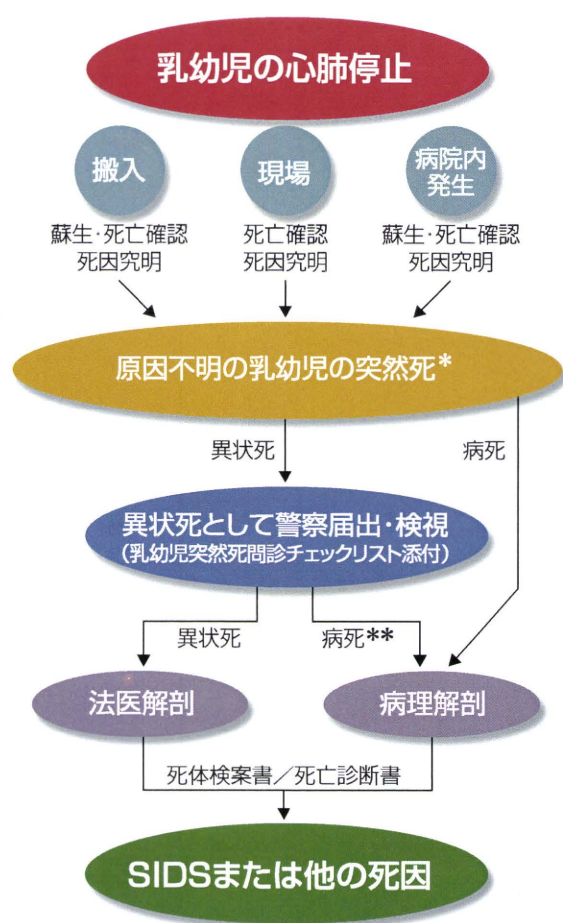 乳幼児の心肺停止
搬入
現場
病院内
発生
蘇生・死亡確認
死因究明
死亡確認
死因究明
蘇生・死亡確認
死因究明
原因不明の乳幼児の突然死*
異状死
病死
異状死として警察届出・検視
（乳幼児突然死問診チェックリスト添付）
異状死
病死**
法医解剖
病理解剖
死体検案書／死亡診断書
SIDSまたは他の死因